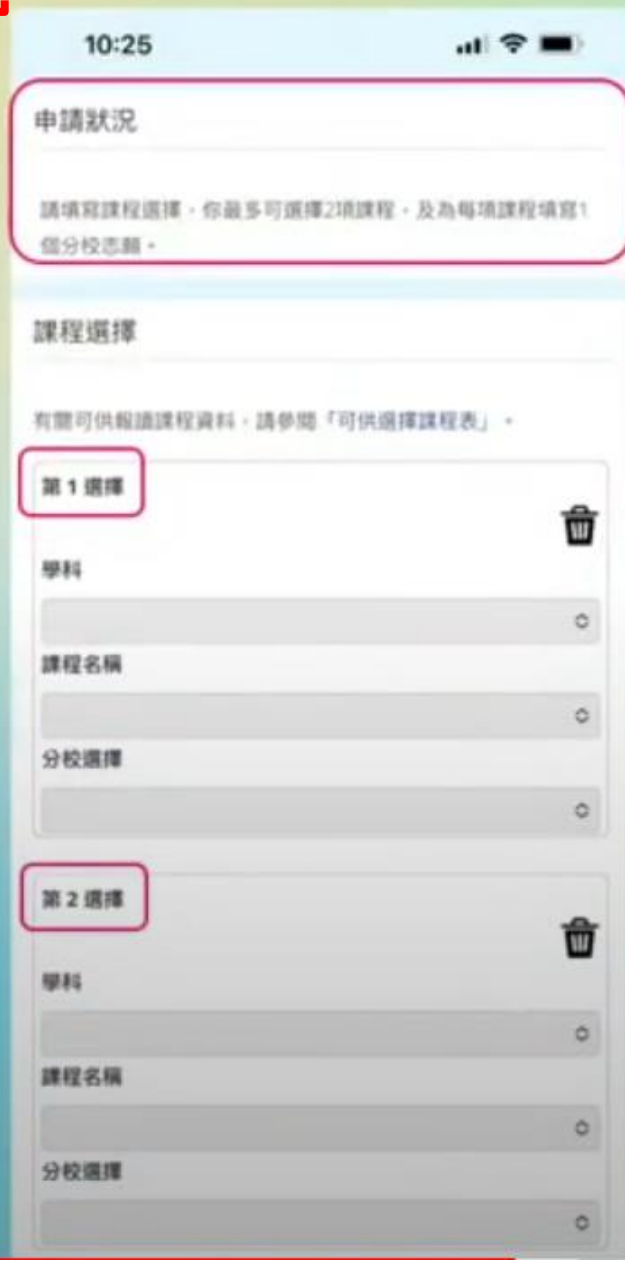 10:25
申請狀況
請填寫課程選擇，你最多可選擇2項課程，及為每項課程填寫1
個分校志願。
課程選擇
有關可供報讀課程資料，請參閱「可供選擇課程表」。
第 1 選擇
學科
課程名稱
分校選擇
第 2 選擇
學科
課程名稱
分校選擇